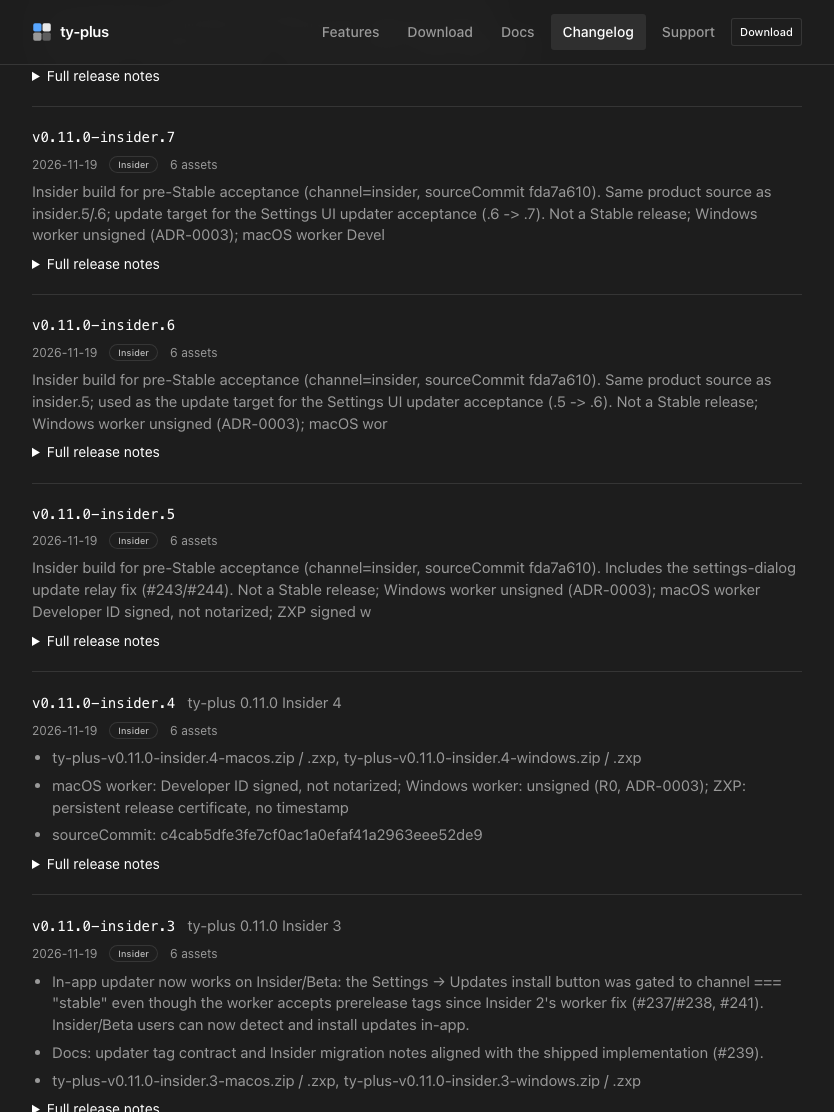 ty-plus
Features
Download
Docs
Changelog
Support
Download
Full release notes
v0.11.0-insider.7
2026-11-19 Insider 6 assets
Insider build for pre-Stable acceptance (channel=insider, sourceCommit fda7a610). Same product source as
insider.5/.6; update target for the Settings UI updater acceptance (.6 -> .7). Not a Stable release; Windows
worker unsigned (ADR-0003); macOS worker Devel
Full release notes
v0.11.0-insider.6
2026-11-19 Insider 6 assets
Insider build for pre-Stable acceptance (channel=insider, sourceCommit fda7a610). Same product source as
insider.5; used as the update target for the Settings UI updater acceptance (.5 -> .6). Not a Stable release;
Windows worker unsigned (ADR-0003); macOS wor
Full release notes
v0.11.0-insider.5
2026-11-19 Insider 6 assets
Insider build for pre-Stable acceptance (channel=insider, sourceCommit fda7a610). Includes the settings-dialog
update relay fix (#243/#244). Not a Stable release; Windows worker unsigned (ADR-0003); macOS worker
Developer ID signed, not notarized; ZXP signed w
Full release notes
v0.11.0-insider.4 ty-plus 0.11.0 Insider 4
2026-11-19 Insider 6 assets
• ty-plus-v0.11.0-insider.4-macos.zip / .zxp, ty-plus-v0.11.0-insider.4-windows.zip / .zxp
• macOS worker: Developer ID signed, not notarized; Windows worker: unsigned (R0, ADR-0003); ZXP:
persistent release certificate, no timestamp
• sourceCommit: c4cab5dfe3fe7cf0ac1a0efaf41a2963eee52de9
Full release notes
v0.11.0-insider.3 ty-plus 0.11.0 Insider 3
2026-11-19 Insider 6 assets
• In-app updater now works on Insider/Beta: the Settings → Updates install button was gated to channel ===
"stable" even though the worker accepts prerelease tags since Insider 2's worker fix (#237/#238, #241).
Insider/Beta users can now detect and install updates in-app.
• Docs: updater tag contract and Insider migration notes aligned with the shipped implementation (#239).
• ty-plus-v0.11.0-insider.3-macos.zip / .zxp, ty-plus-v0.11.0-insider.3-windows.zip / .zxp
Full release notes